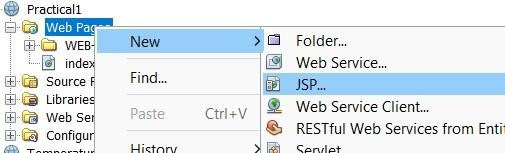 Practical1
Web Pages
WEB-
index
Source P
Libraries
Web Ser
Configur
Temperatur
New
Find...
Paste Ctrl+V
History
Folder...
Web Service...
JSP...
Web Service Client...
RESTful Web Services from Entit
Servlet